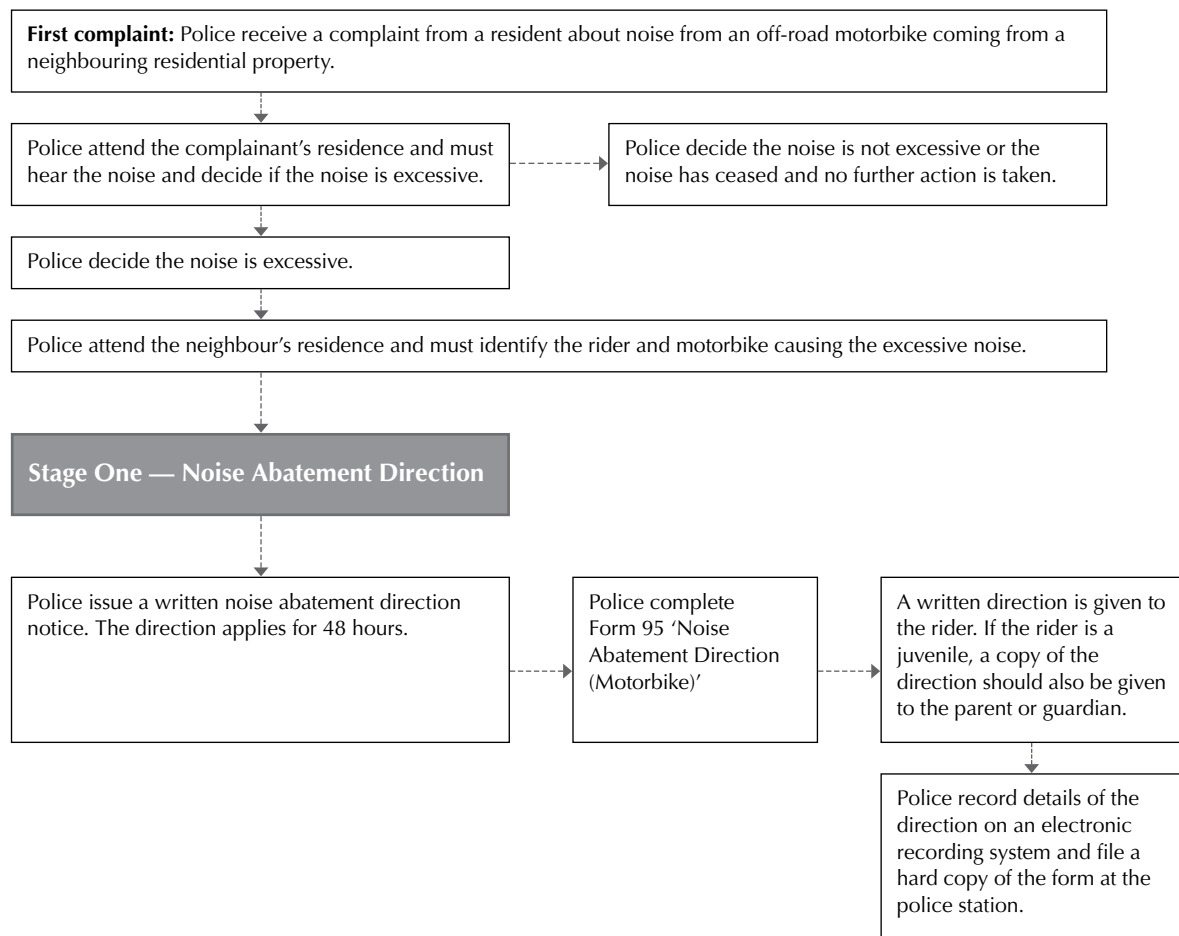 First complaint: Police receive a complaint from a resident about noise from an off-road motorbike coming from a
neighbouring residential property.
Police attend the complainant's residence and must
hear the noise and decide if the noise is excessive.
Police decide the noise is not excessive or the
noise has ceased and no further action is taken.
Police decide the noise is excessive.
Police attend the neighbour's residence and must identify the rider and motorbike causing the excessive noise.
Stage One — Noise Abatement Direction
Police issue a written noise abatement direction
notice. The direction applies for 48 hours.
Police complete
Form 95 ‘Noise
Abatement Direction
(Motorbike)’
A written direction is given to
the rider. If the rider is a
juvenile, a copy of the
direction should also be given
to the parent or guardian.
Police record details of the
direction on an electronic
recording system and file a
hard copy of the form at the
police station.